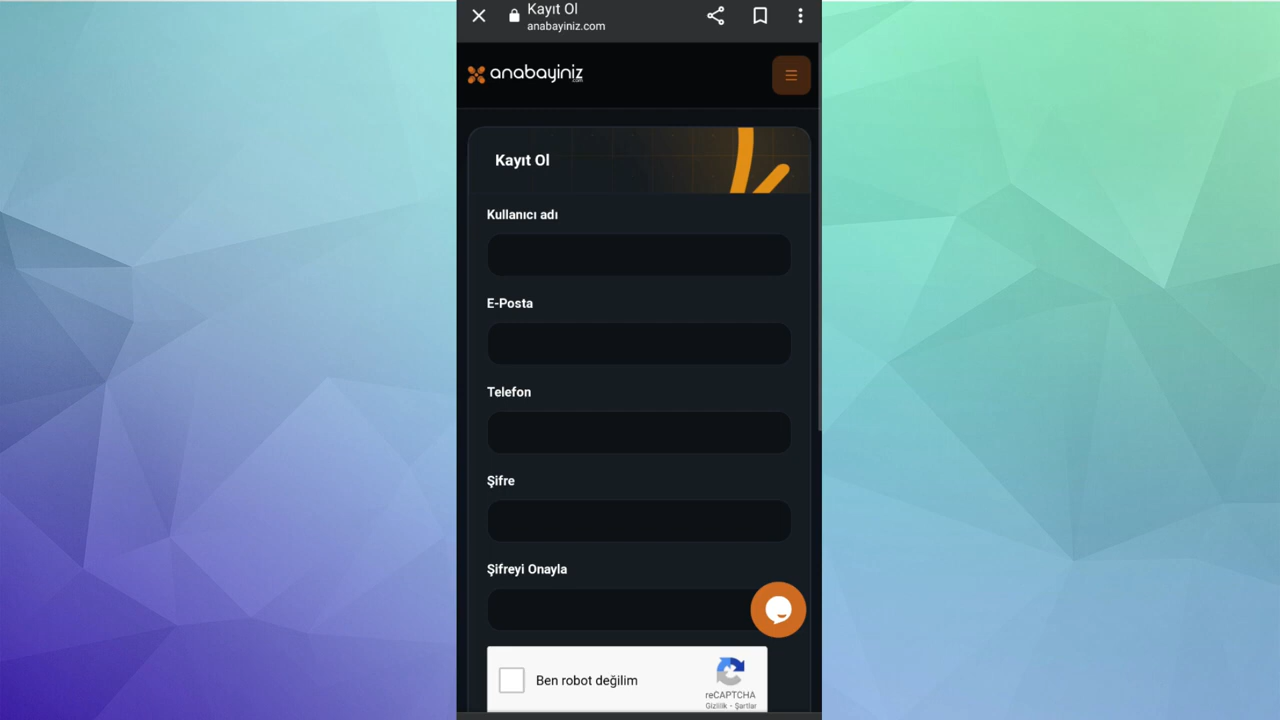 Kayıt Ol
anabayiniz.com
anabayiniz
.com
Kayıt Ol
Kullanıcı adı
E-Posta
Telefon
Şifre
Şifreyi Onayla
Ben robot değilim
reCAPTCHA
Gizlilik - Şartlar